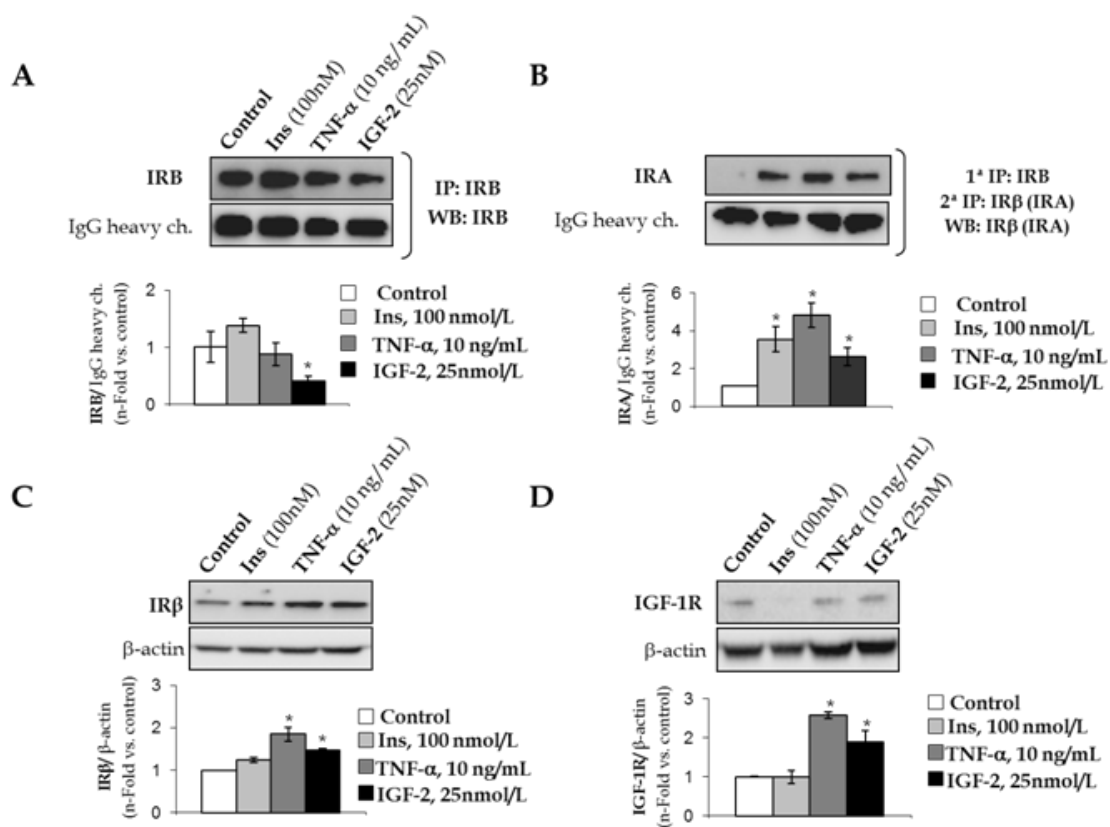 A
Control
Ins (100nM)
TNF-α (10 ng/mL)
IGF-2 (25nM)
IRB
IgG heavy ch.
IP: IRB
WB: IRB
IRB/ IgG heavy ch.
(n-Fold vs. control)
2
1
0
*
Control
Ins, 100 nmol/L
TNF-α, 10 ng/mL
IGF-2, 25nmol/L
B
IRA
IgG heavy ch.
1ª IP: IRB
2ª IP: IRβ (IRA)
WB: IRβ (IRA)
IRA/ IgG heavy ch.
(n-Fold vs. control)
6
4
2
0
*
*
*
Control
Ins, 100 nmol/L
TNF-α, 10 ng/mL
IGF-2, 25nmol/L
C
Control
Ins (100nM)
TNF-α (10 ng/mL)
IGF-2 (25nM)
IRβ
β-actin
IRβ/ β-actin
(n-Fold vs. control)
3
2
1
0
*
*
Control
Ins, 100 nmol/L
TNF-α, 10 ng/mL
IGF-2, 25nmol/L
D
Control
Ins (100nM)
TNF-α (10 ng/mL)
IGF-2 (25nM)
IGF-1R
β-actin
IGF-1R/ β-actin
(n-Fold vs. control)
3
2
1
0
*
*
Control
Ins, 100 nmol/L
TNF-α, 10 ng/mL
IGF-2, 25nmol/L